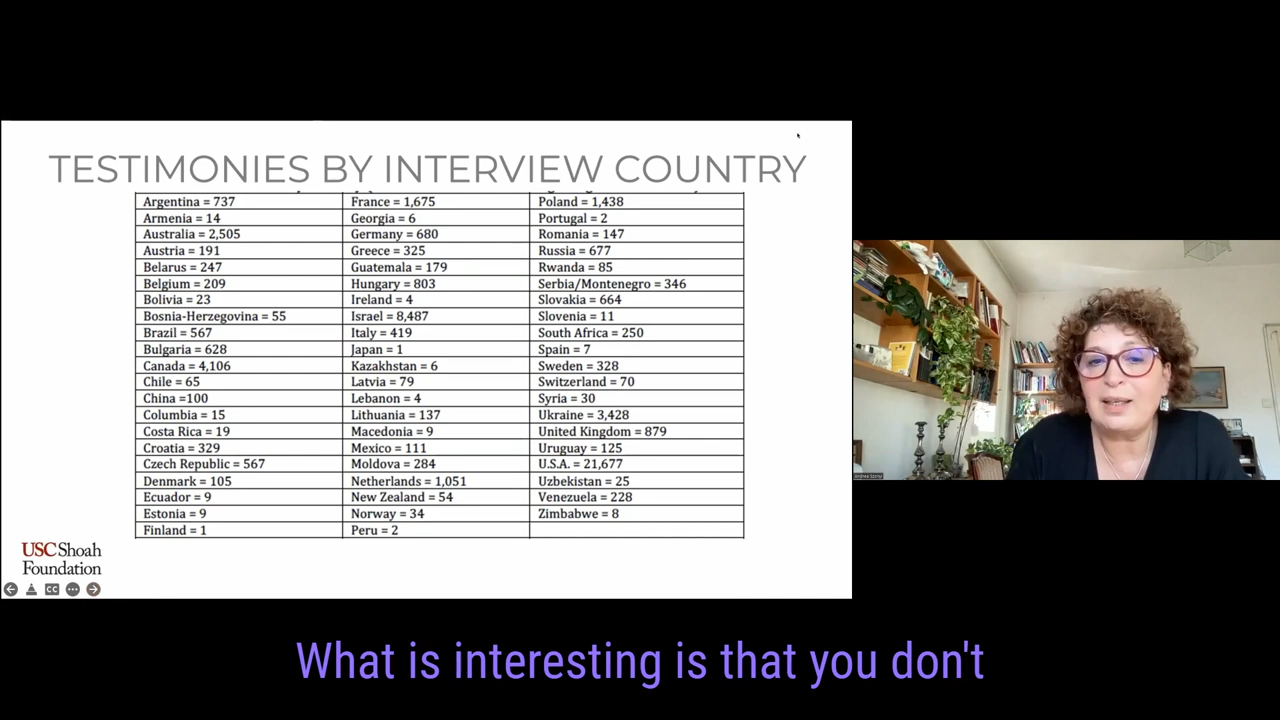 TESTIMONIES BY INTERVIEW COUNTRY
Argentina = 737
Armenia = 14
Australia = 2,505
Austria = 191
Belarus = 247
Belgium = 209
Bolivia = 23
Bosnia-Herzegovina = 55
Brazil = 567
Bulgaria = 628
Canada = 4,106
Chile = 65
China =100
Columbia = 15
Costa Rica = 19
Croatia = 329
Czech Republic = 567
Denmark = 105
Ecuador = 9
Estonia = 9
Finland = 1
France = 1,675
Georgia = 6
Germany = 680
Greece = 325
Guatemala = 179
Hungary = 803
Ireland = 4
Israel = 8,487
Italy = 419
Japan = 1
Kazakhstan = 6
Latvia = 79
Lebanon = 4
Lithuania = 137
Macedonia = 9
Mexico = 111
Moldova = 284
Netherlands = 1,051
New Zealand = 54
Norway = 34
Peru = 2
Poland = 1,438
Portugal = 2
Romania = 147
Russia = 677
Rwanda = 85
Serbia/Montenegro = 346
Slovakia = 664
Slovenia = 11
South Africa = 250
Spain = 7
Sweden = 328
Switzerland = 70
Syria = 30
Ukraine = 3,428
United Kingdom = 879
Uruguay = 125
U.S.A. = 21,677
Uzbekistan = 25
Venezuela = 228
Zimbabwe = 8
USC Shoah
Foundation
CC
What is interesting is that you don't